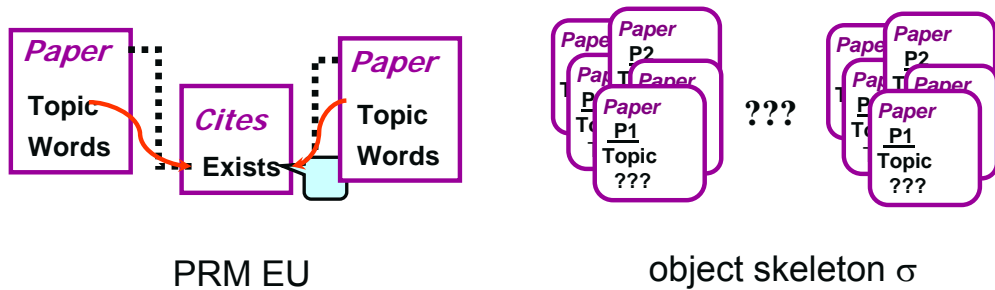 Paper
Topic
Words
Cites
Exists
Paper
Topic
Words
PRM EU
Paper
P2
Paper
P1
Topic
???
???
Paper
P2
Paper
P1
Topic
???
object skeleton σ